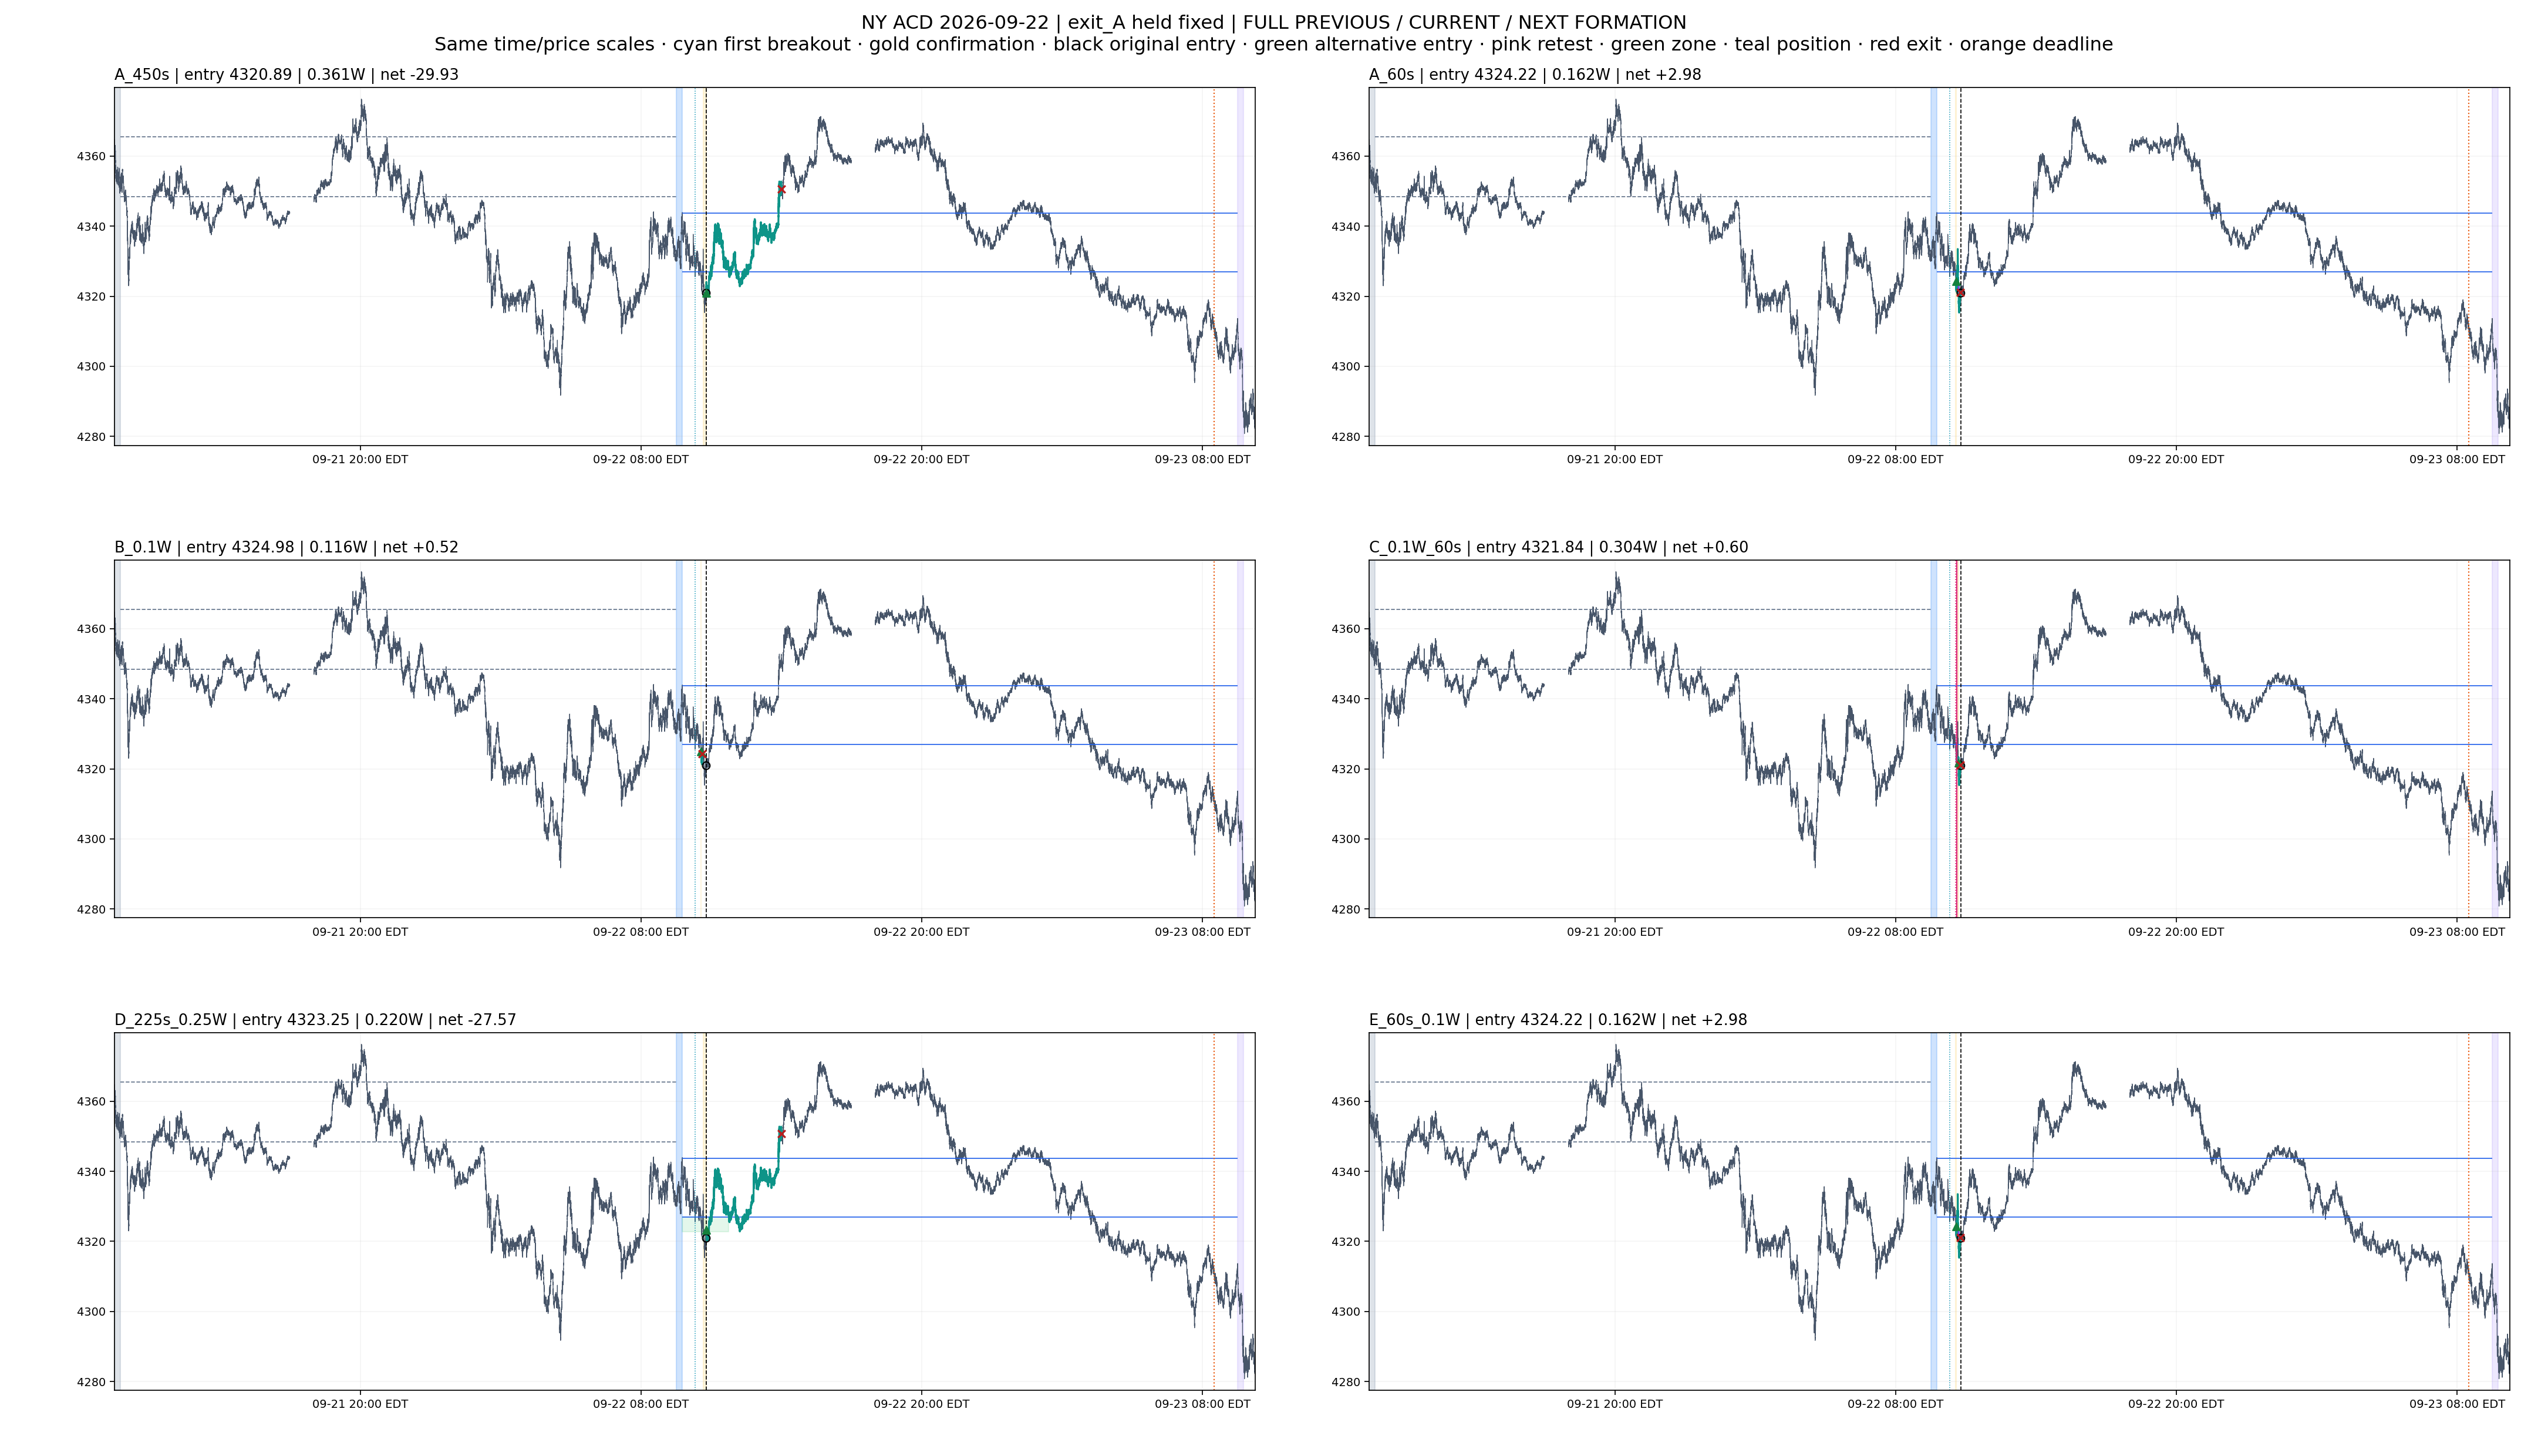 NY ACD 2026-09-22 | exit_A held fixed | FULL PREVIOUS / CURRENT / NEXT FORMATION
Same time/price scales · cyan first breakout · gold confirmation · black original entry · green alternative entry · pink retest · green zone · teal position · red exit · orange deadline
A_450s | entry 4320.89 | 0.361W | net -29.93
4360
4340
4320
4300
4280
09-21 20:00 EDT
09-22 08:00 EDT
09-22 20:00 EDT
09-23 08:00 EDT
A_60s | entry 4324.22 | 0.162W | net +2.98
4360
4340
4320
4300
4280
09-21 20:00 EDT
09-22 08:00 EDT
09-22 20:00 EDT
09-23 08:00 EDT
B_0.1W | entry 4324.98 | 0.116W | net +0.52
4360
4340
4320
4300
4280
09-21 20:00 EDT
09-22 08:00 EDT
09-22 20:00 EDT
09-23 08:00 EDT
C_0.1W_60s | entry 4321.84 | 0.304W | net +0.60
4360
4340
4320
4300
4280
09-21 20:00 EDT
09-22 08:00 EDT
09-22 20:00 EDT
09-23 08:00 EDT
D_225s_0.25W | entry 4323.25 | 0.220W | net -27.57
4360
4340
4320
4300
4280
09-21 20:00 EDT
09-22 08:00 EDT
09-22 20:00 EDT
09-23 08:00 EDT
E_60s_0.1W | entry 4324.22 | 0.162W | net +2.98
4360
4340
4320
4300
4280
09-21 20:00 EDT
09-22 08:00 EDT
09-22 20:00 EDT
09-23 08:00 EDT